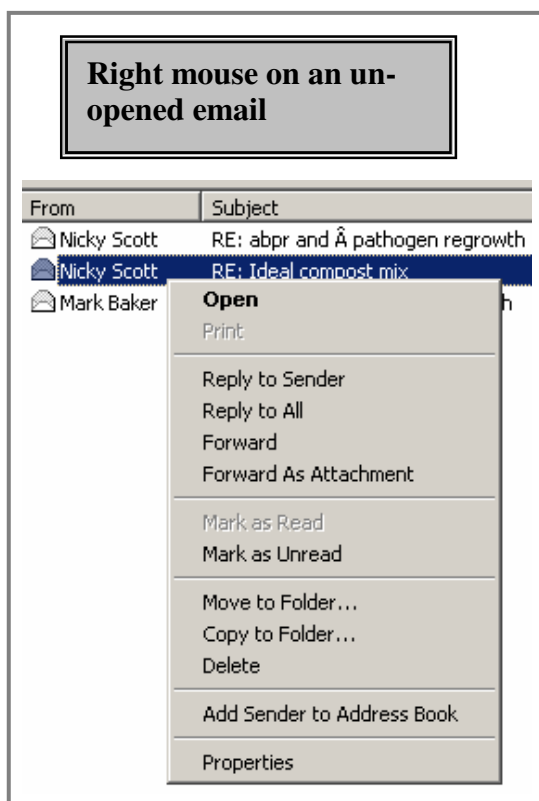 Right mouse on an un-
opened email
From Subject
Nicky Scott RE: abpr and Â pathogen regrowth
Nicky Scott RE: Ideal compost mix
Mark Baker h
Open
Print
Reply to Sender
Reply to All
Forward
Forward As Attachment
Mark as Read
Mark as Unread
Move to Folder...
Copy to Folder...
Delete
Add Sender to Address Book
Properties